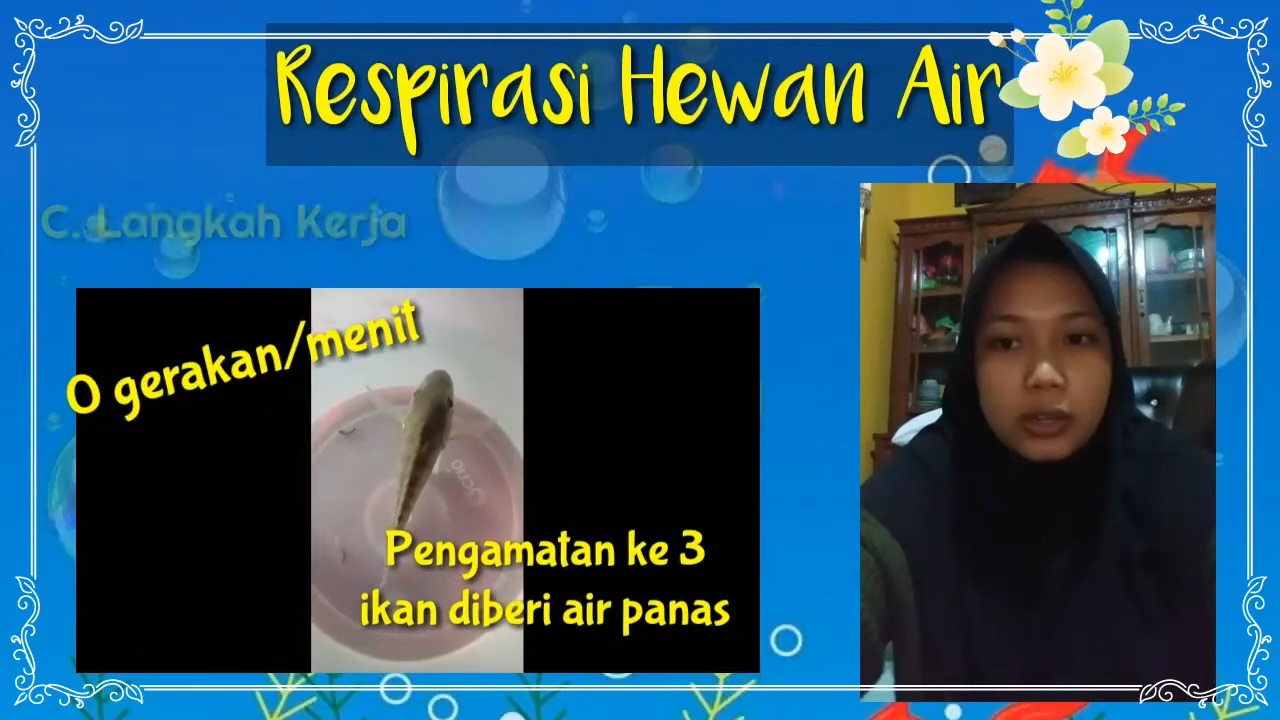 Respirasi Hewan Air
C. Langkah Kerja
0 gerakan/menit
Pengamatan ke 3
ikan diberi air panas